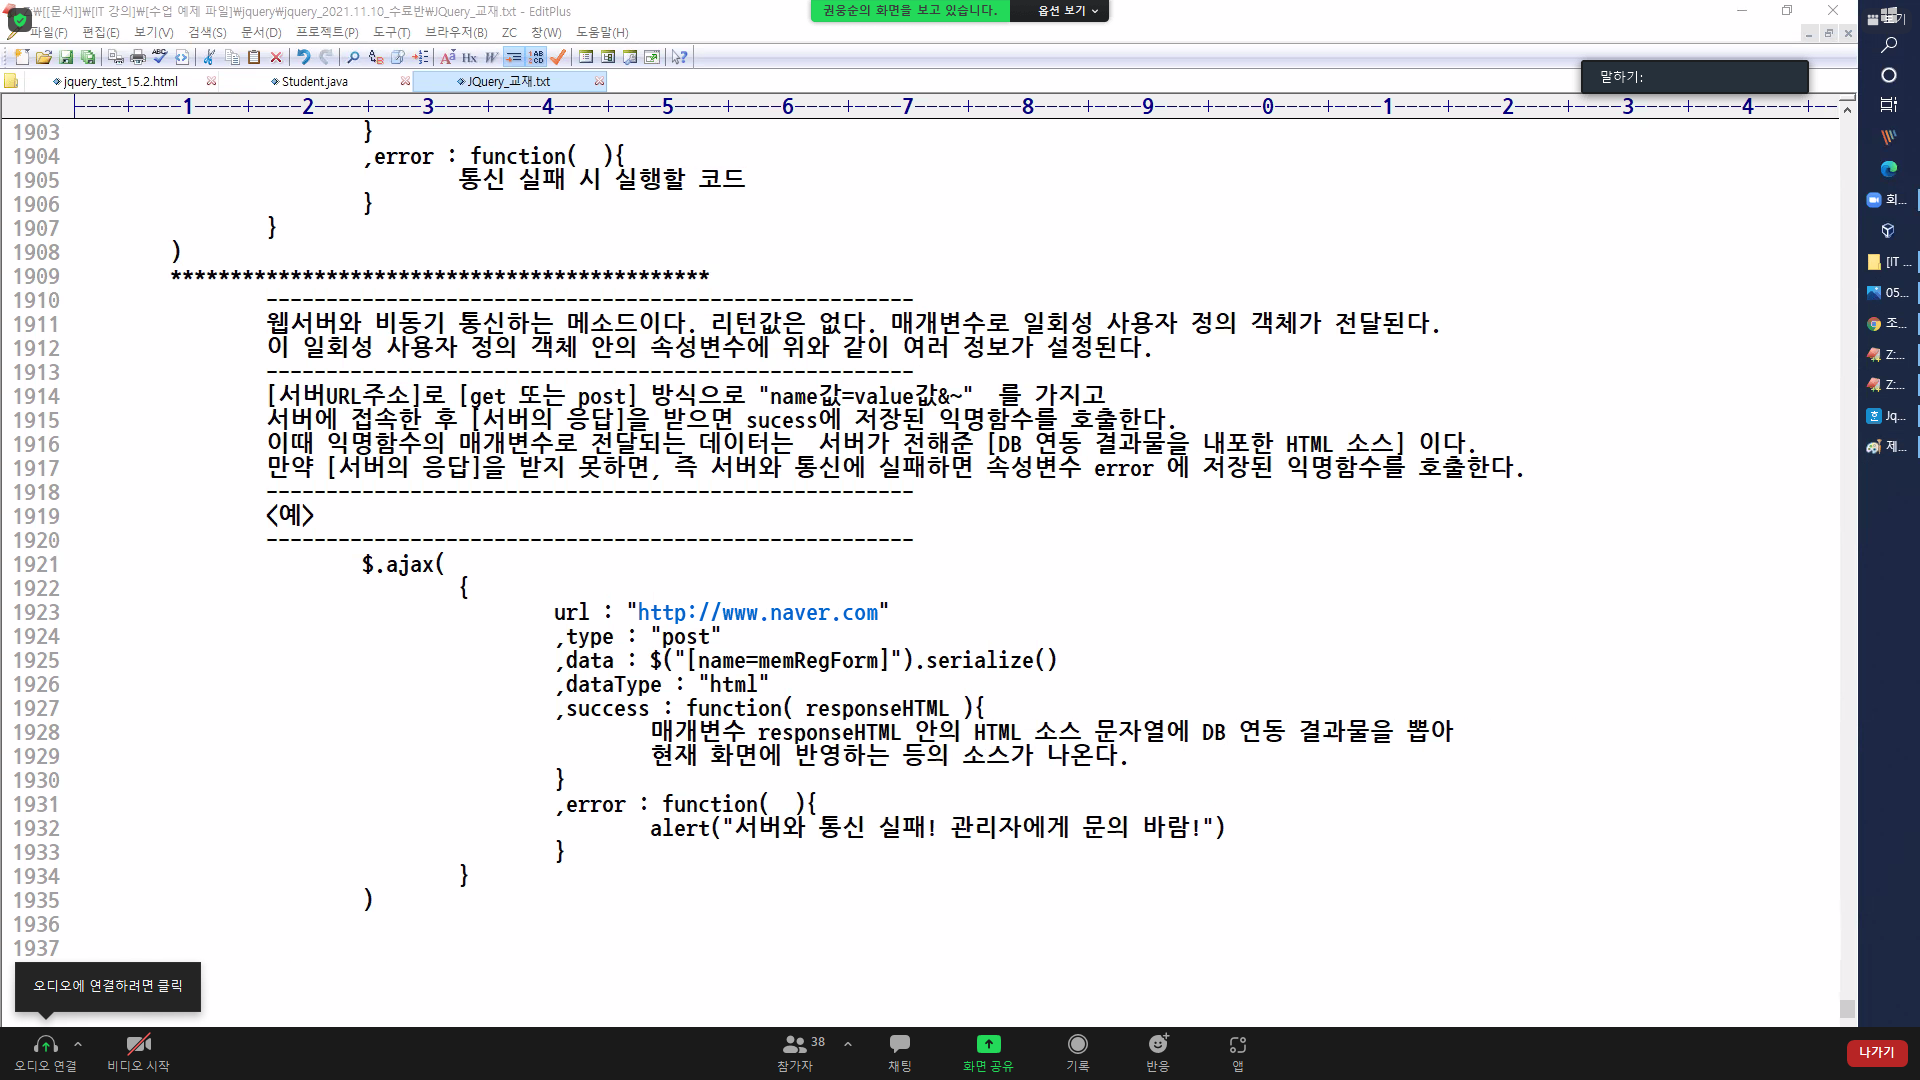 [[문서]]₩[IT 강의]₩[수업 예제 파일]₩jquery₩jquery_2021.11.10_수료반₩JQuery_교재.txt - EditPlus
권웅순의 화면을 보고 있습니다.
옵션 보기
파일(F) 편집(E) 보기(V) 검색(S) 문서(D) 프로젝트(P) 도구(T) 브라우저(B) ZC 창(W) 도움말(H)
jquery_test_15.2.html
Student.java
JQuery_교재.txt
말하기:
----+----1----+----2----+----3----+----4----+----5----+----6----+----7----+----8----+----9----+----0----+----1----+----2----+----3----+----4----+--
1903 }
1904 ,error : function(  ){
1905 통신 실패 시 실행할 코드
1906 }
1907 }
1908 )
1909 *********************************************
1910 ------------------------------------------------------
1911 웹서버와 비동기 통신하는 메소드이다. 리턴값은 없다. 매개변수로 일회성 사용자 정의 객체가 전달된다.
1912 이 일회성 사용자 정의 객체 안의 속성변수에 위와 같이 여러 정보가 설정된다.
1913 ------------------------------------------------------
1914 [서버URL주소]로 [get 또는 post] 방식으로 "name값=value값&~"  를 가지고
1915 서버에 접속한 후 [서버의 응답]을 받으면 sucess에 저장된 익명함수를 호출한다.
1916 이때 익명함수의 매개변수로 전달되는 데이터는  서버가 전해준 [DB 연동 결과물을 내포한 HTML 소스] 이다.
1917 만약 [서버의 응답]을 받지 못하면, 즉 서버와 통신에 실패하면 속성변수 error 에 저장된 익명함수를 호출한다.
1918 ------------------------------------------------------
1919 <예>
1920 ------------------------------------------------------
1921 $.ajax(
1922 {
1923 url : "http://www.naver.com"
1924 ,type : "post"
1925 ,data : $("[name=memRegForm]").serialize()
1926 ,dataType : "html"
1927 ,success : function( responseHTML ){
1928 매개변수 responseHTML 안의 HTML 소스 문자열에 DB 연동 결과물을 뽑아
1929 현재 화면에 반영하는 등의 소스가 나온다.
1930 }
1931 ,error : function(  ){
1932 alert("서버와 통신 실패! 관리자에게 문의 바람!")
1933 }
1934 }
1935 )
1936
1937
회...
[IT ...
05...
조...
Z:...
Z:...
Jq...
제...
오디오에 연결하려면 클릭
오디오 연결
비디오 시작
참가자 38
채팅
화면 공유
기록
반응
앱
나가기